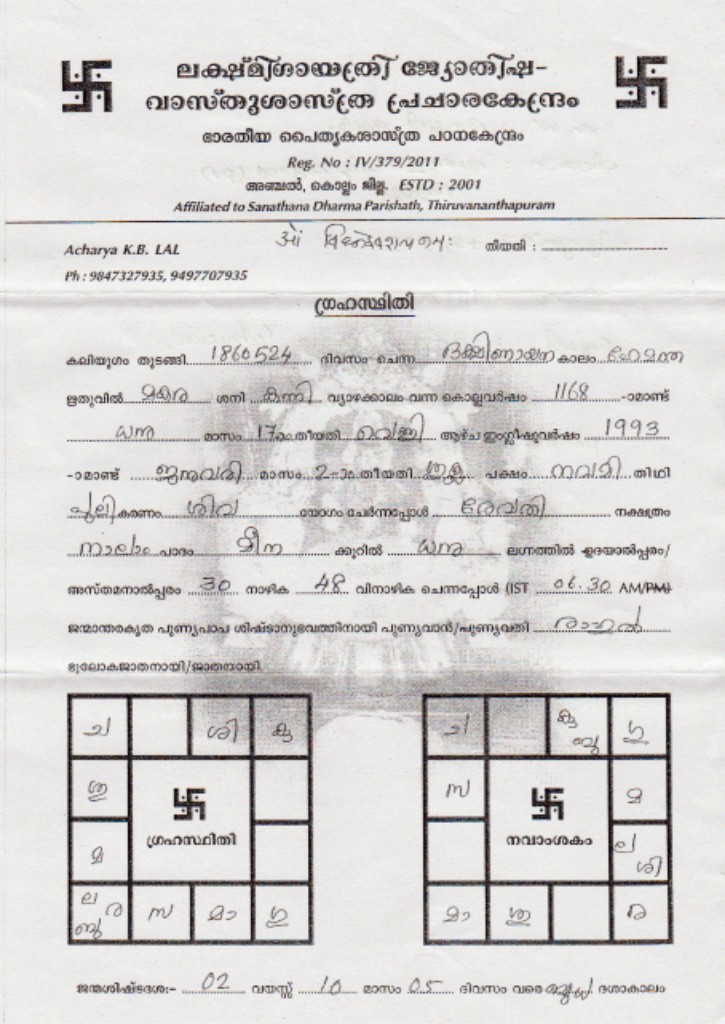 ലക്ഷ്മിഗായത്രി ജ്യോതിഷ-
വാസ്തുശാസ്ത്ര പ്രചാരകേന്ദ്രം
ഭാരതീയ പൈതൃകശാസ്ത്ര പഠനകേന്ദ്രം
Reg. No : IV/379/2011
അഞ്ചൽ, കൊല്ലം ജില്ല. ESTD : 2001
Affiliated to Sanathana Dharma Parishath, Thiruvananthapuram
Acharya K.B. LAL ഓം തീയതി :
Ph : 9847327935, 9497707935
ഗ്രഹസ്ഥിതി
കലിയുഗം തുടങ്ങി 1860524 ദിവസം ചെന്ന ദക്ഷിണായന കാലം ഹേമന്ത
ഋതുവിൽ മകര ശനി കന്നി വ്യാഴക്കാലം വന്ന കൊല്ലവർഷം 1168 -ാമാണ്ട്
ധനു മാസം 17-ാം തീയതി വെള്ളി ആഴ്ച ഇംഗ്ലീഷുവർഷം 1993
-ാമാണ്ട് ജനുവരി മാസം 2-ാം തീയതി ശുക്ല പക്ഷം നവമി തിഥി
പുലി കരണം ശിവ യോഗം ചേർന്നപ്പോൾ രേവതി നക്ഷത്രം
നാലാം പാദം മീന ക്കൂറിൽ ധനു ലഗ്നത്തിൽ ഉദയാൽപ്പരം/
അസ്തമനാൽപ്പരം 30 നാഴിക 48 വിനാഴിക ചെന്നപ്പോൾ (IST 06.30 AM/PM)
ജന്മാന്തരകൃത പുണ്യപാപ ശിഷ്ടാനുഭവത്തിനായി പുണ്യവാൻ/പുണ്യവതി രാഹുൽ
ഭൂലോകജാതനായി/ജാതയായി.
ച ശി കു
ശു
ഗ്രഹസ്ഥിതി
മ
ല ര ബു സ മാ ഗു
ച കു ബു ഗു
സ മ
നവാംശകം
ല ശി
മാ ശു ര
ജന്മശിഷ്ടദശ:- 02 വയസ്സ് 10 മാസം 05 ദിവസം വരെ ദശാകാലം